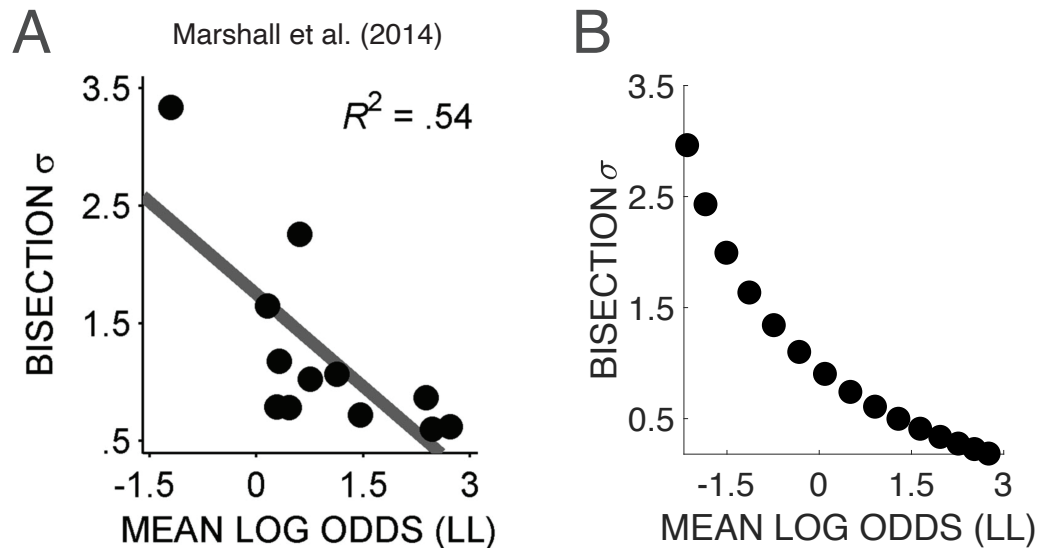 A
Marshall et al. (2014)
R² = .54
BISECTION σ
3.5
2.5
1.5
.5
-1.5 0 1.5 3
MEAN LOG ODDS (LL)
B
BISECTION σ
3.5
2.5
1.5
0.5
-1.5 0 1.5 3
MEAN LOG ODDS (LL)